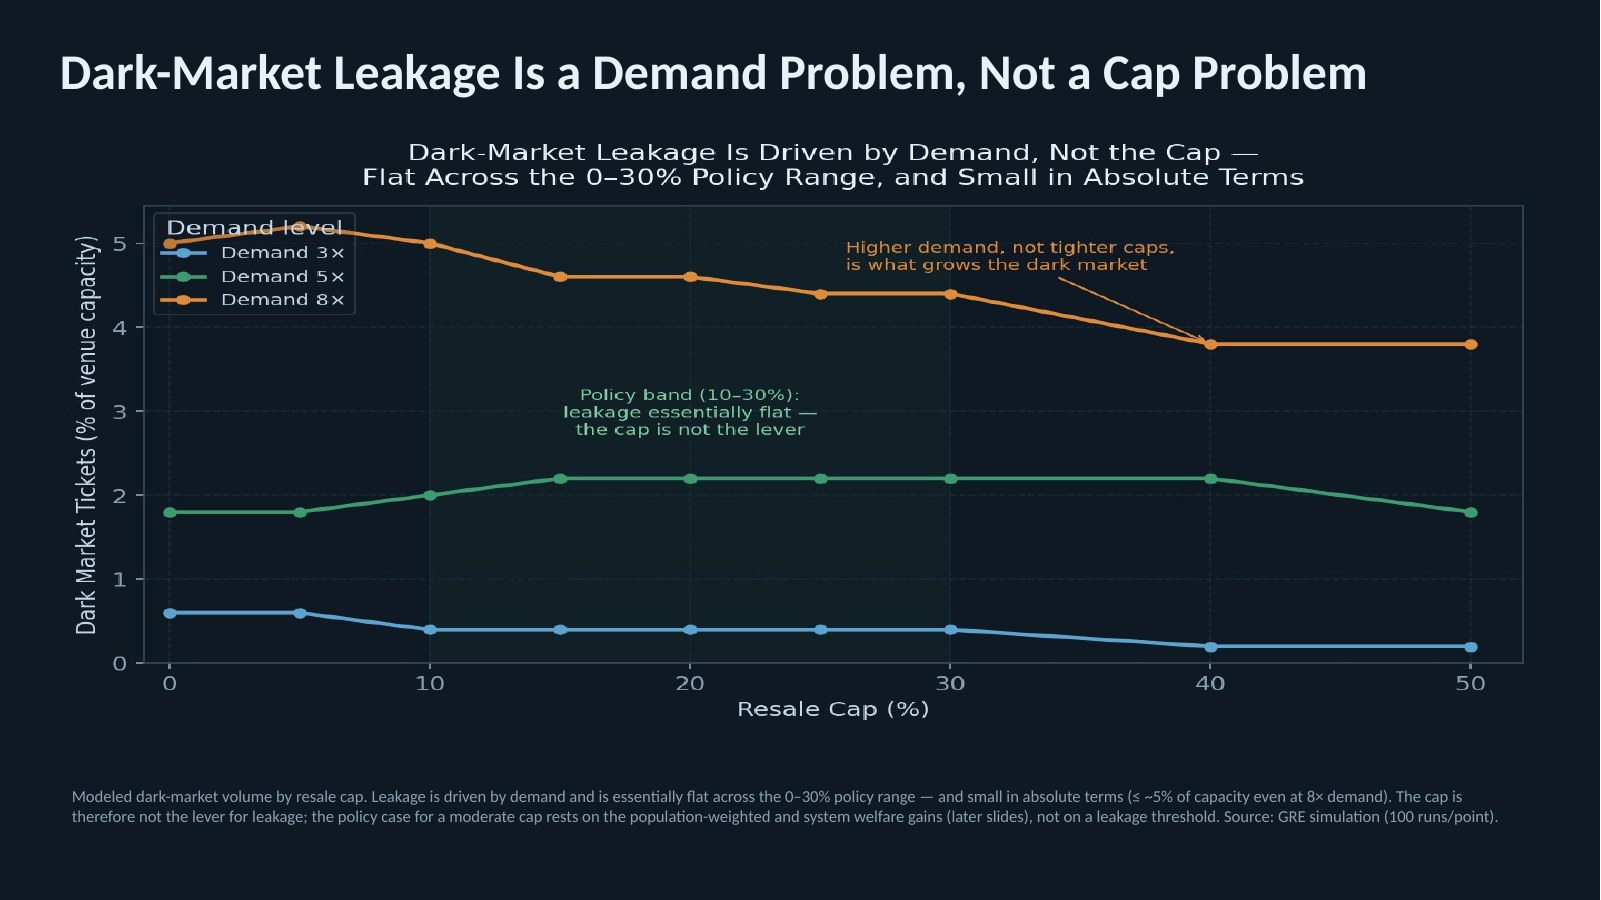 Dark-Market Leakage Is a Demand Problem, Not a Cap Problem
Dark-Market Leakage Is Driven by Demand, Not the Cap —
Flat Across the 0–30% Policy Range, and Small in Absolute Terms
Demand level
Demand 3×
Demand 5×
Demand 8×
Higher demand, not tighter caps,
is what grows the dark market
Policy band (10–30%):
leakage essentially flat —
the cap is not the lever
Dark Market Tickets (% of venue capacity)
5
4
3
2
1
0
0 10 20 30 40 50
Resale Cap (%)
Modeled dark-market volume by resale cap. Leakage is driven by demand and is essentially flat across the 0–30% policy range — and small in absolute terms (≤ ~5% of capacity even at 8× demand). The cap is
therefore not the lever for leakage; the policy case for a moderate cap rests on the population-weighted and system welfare gains (later slides), not on a leakage threshold. Source: GRE simulation (100 runs/point).